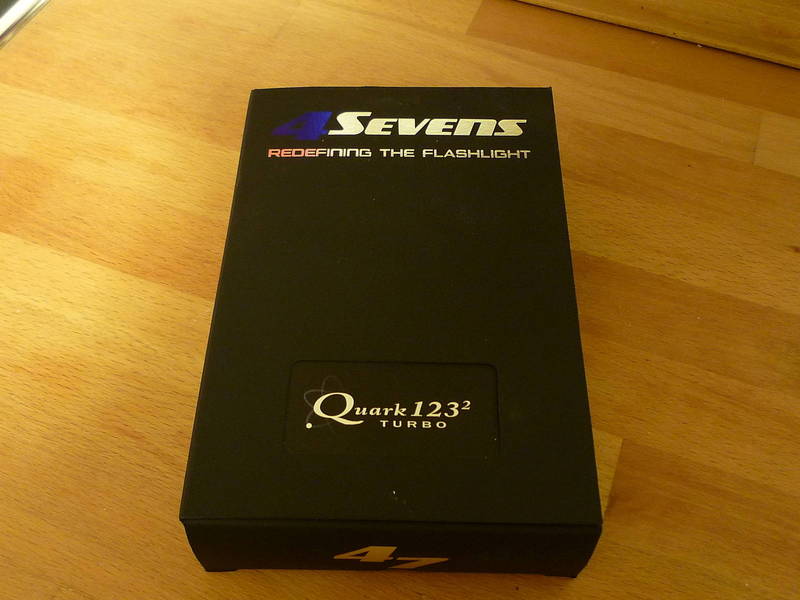 4SEVENS
REDEFINING THE FLASHLIGHT
Quark 123²
TURBO
47